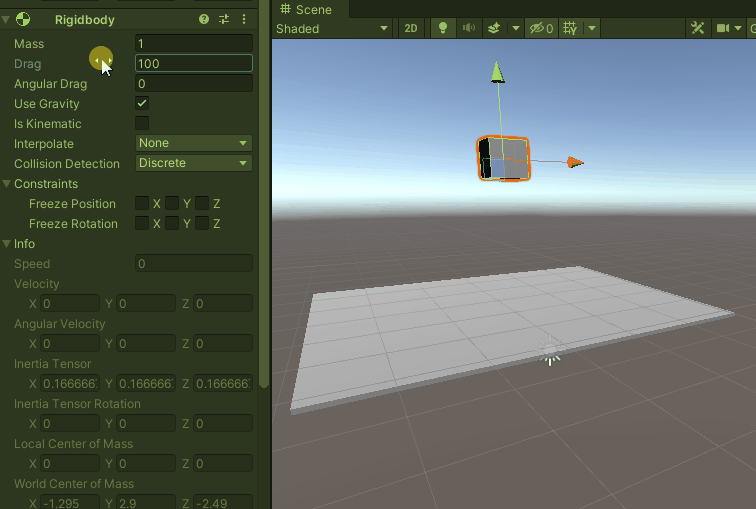 Rigidbody
Mass 1
Drag 100
Angular Drag 0
Use Gravity
Is Kinematic
Interpolate None
Collision Detection Discrete
Constraints
Freeze Position X Y Z
Freeze Rotation X Y Z
Info
Speed 0
Velocity
X 0 Y 0 Z 0
Angular Velocity
X 0 Y 0 Z 0
Inertia Tensor
X 0.166666 Y 0.166666 Z 0.166666
Inertia Tensor Rotation
X 0 Y 0 Z 0
Local Center of Mass
X 0 Y 0 Z 0
World Center of Mass
X -1.295 Y 2.9 Z -2.49
Scene
Shaded 2D 0